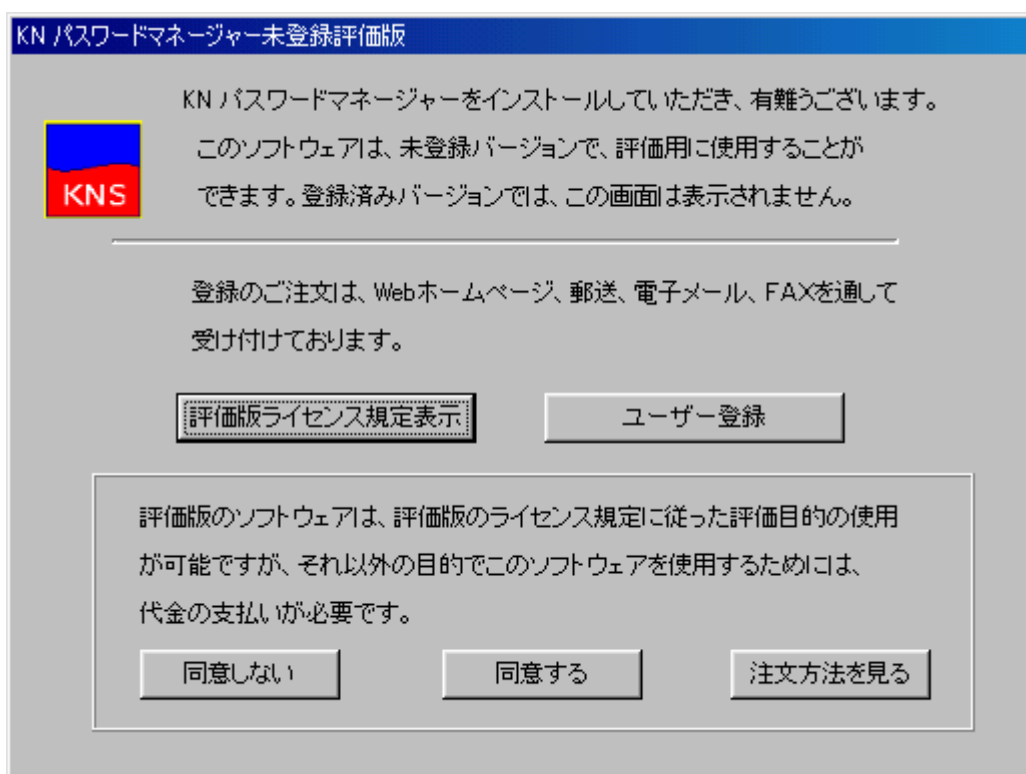 KN パスワードマネージャー未登録評価版
KN パスワードマネージャーをインストールしていただき、有難うございます。
このソフトウェアは、未登録バージョンで、評価用に使用することが
できます。登録済みバージョンでは、この画面は表示されません。
KNS
登録のご注文は、Webホームページ、郵送、電子メール、FAXを通して
受け付けております。
評価版ライセンス規定表示
ユーザー登録
評価版のソフトウェアは、評価版のライセンス規定に従った評価目的の使用
が可能ですが、それ以外の目的でこのソフトウェアを使用するためには、
代金の支払いが必要です。
同意しない
同意する
注文方法を見る